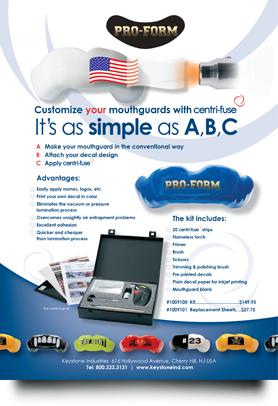 PRO-FORM
Customize your mouthguards with centri-fuse
It's as simple as A,B,C
A Make your mouthguard in the conventional way
B Attach your decal design
C Apply centri-fuse
Advantages:
Easily apply names, logos, etc.
Print your own decal in color
Eliminates the vacuum or pressure
lamination process
Overcomes unsightly air entrapment problems
Excellent adhesion
Quicker and cheaper
than lamination process
PRO-FORM
The kit includes:
20 centri-fuse strips
Flameless torch
Primer
Brush
Scissors
Trimming & polishing brush
Pre-printed decals
Plain decal paper for inkjet printing
Mouthguard blank
#1009100 Kit..............................$149.95
#1009101 Replacement Sheets....$27.75
23
Keystone Industries 616 Hollywood Avenue, Cherry Hill, NJ USA
Tel: 800.333.3131 | www.keystoneind.com